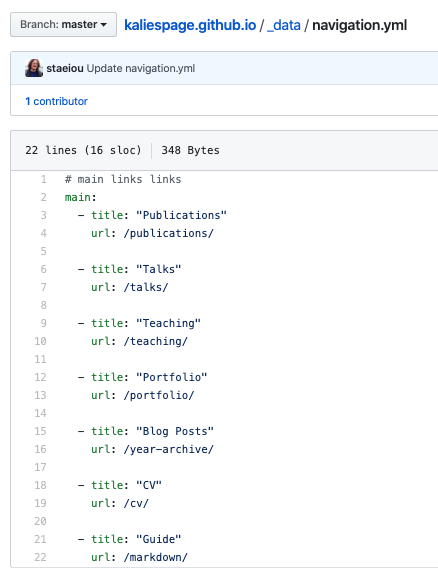 Branch: master
kaliespage.github.io / _data / navigation.yml
staeiou Update navigation.yml
1 contributor
22 lines (16 sloc) 348 Bytes
1 # main links links
2 main:
3   - title: "Publications"
4     url: /publications/
5
6   - title: "Talks"
7     url: /talks/
8
9   - title: "Teaching"
10     url: /teaching/
11
12   - title: "Portfolio"
13     url: /portfolio/
14
15   - title: "Blog Posts"
16     url: /year-archive/
17
18   - title: "CV"
19     url: /cv/
20
21   - title: "Guide"
22     url: /markdown/